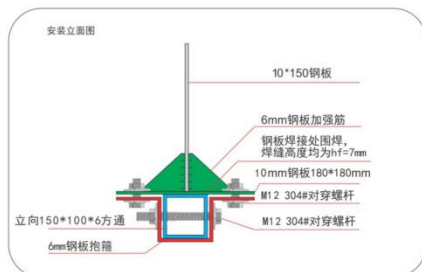 安装立面图
10*150钢板
6mm钢板加强筋
钢板焊接处围焊,
焊缝高度均为hf=7mm
10mm钢板180*180mm
M12 304#对穿螺杆
立向150*100*6方通
M12 304#对穿螺杆
6mm钢板抱箍